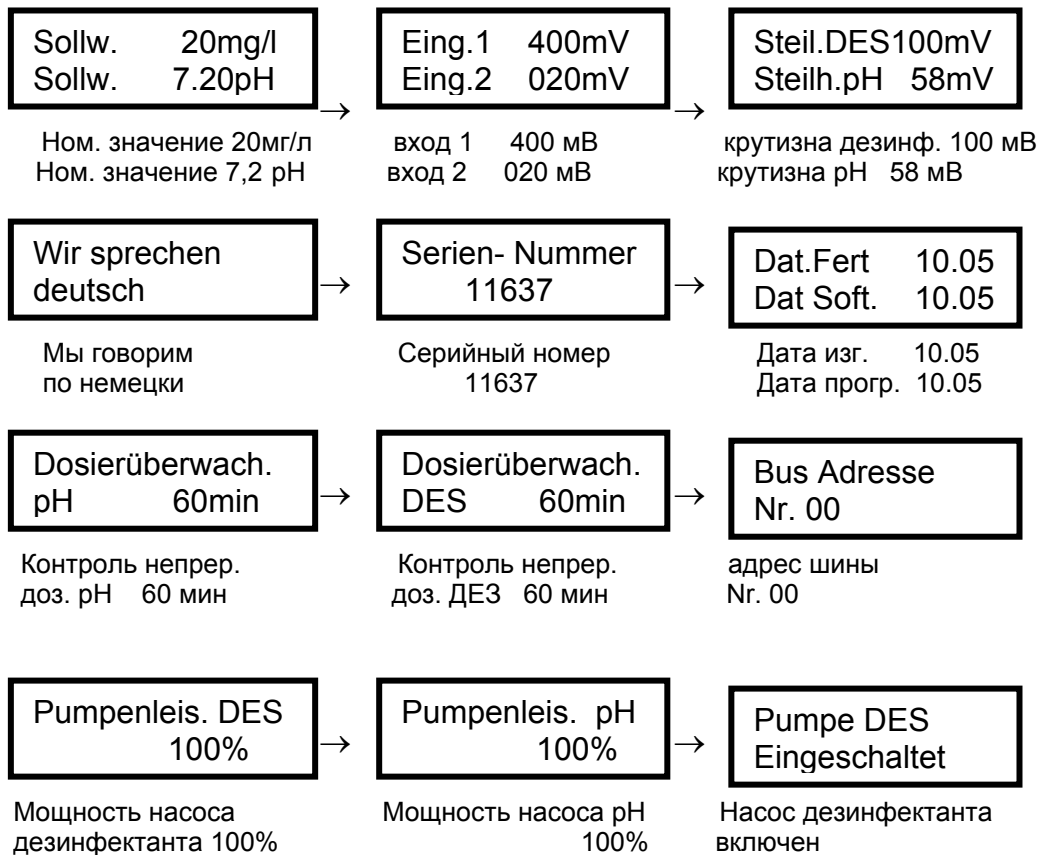 Sollw. 20mg/l
Sollw. 7.20pH
→
Eing.1 400mV
Eing.2 020mV
→
Steil.DES100mV
Steilh.pH 58mV
Ном. значение 20мг/л
Ном. значение 7,2 pH
вход 1 400 мВ
вход 2 020 мВ
крутизна дезинф. 100 мВ
крутизна pH 58 мВ
Wir sprechen
deutsch
→
Serien- Nummer
11637
→
Dat.Fert 10.05
Dat Soft. 10.05
Мы говорим
по немецки
Серийный номер
11637
Дата изг. 10.05
Дата прогр. 10.05
Dosierüberwach.
pH 60min
→
Dosierüberwach.
DES 60min
→
Bus Adresse
Nr. 00
Контроль непрер.
доз. pH 60 мин
Контроль непрер.
доз. ДЕЗ 60 мин
адрес шины
Nr. 00
Pumpenleis. DES
100%
→
Pumpenleis. pH
100%
→
Pumpe DES
Eingeschaltet
Мощность насоса
дезинфектанта 100%
Мощность насоса pH
100%
Насос дезинфектанта
включен